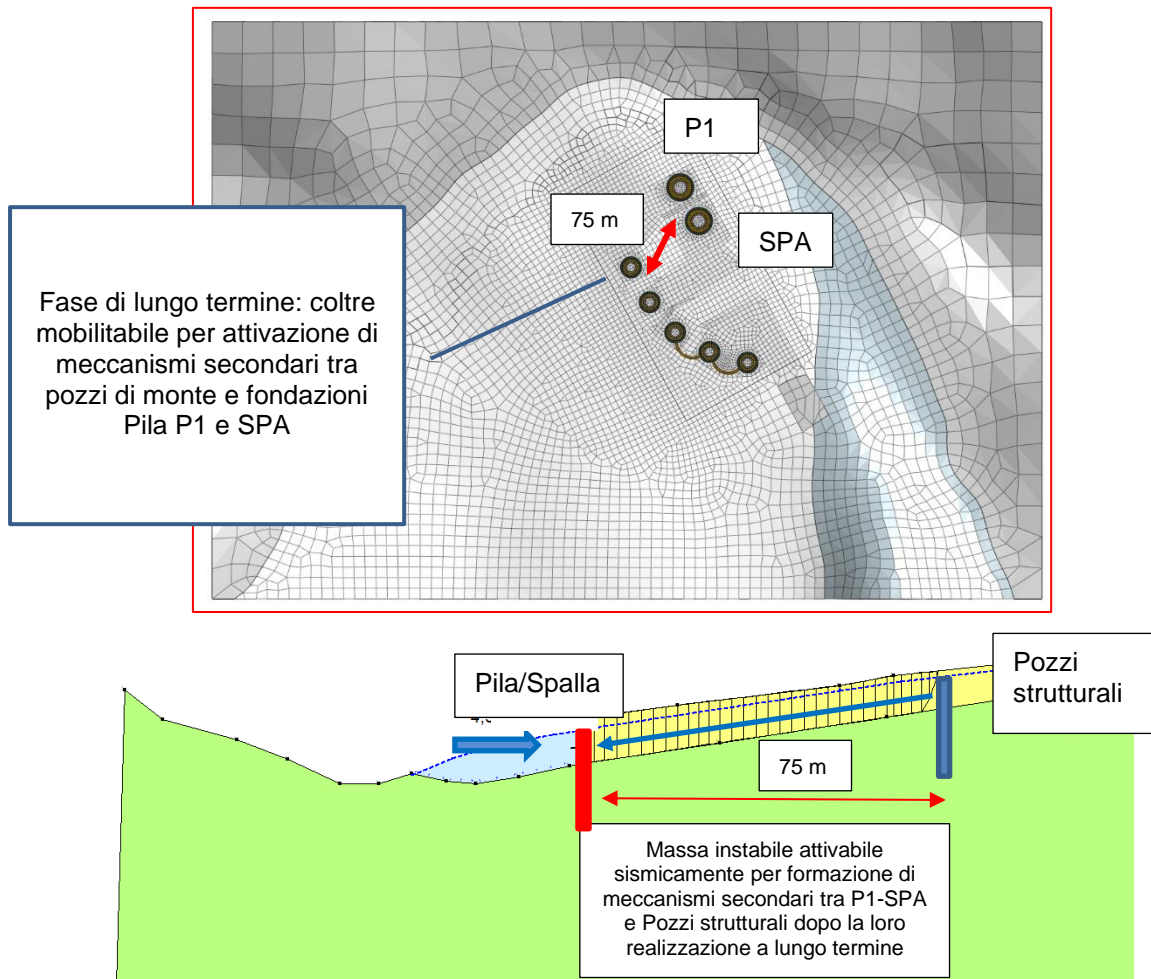 P1
75 m
SPA
Fase di lungo termine: coltre
mobilitabile per attivazione di
meccanismi secondari tra
pozzi di monte e fondazioni
Pila P1 e SPA
Pila/Spalla
Pozzi
strutturali
75 m
Massa instabile attivabile
sismicamente per formazione di
meccanismi secondari tra P1-SPA
e Pozzi strutturali dopo la loro
realizzazione a lungo termine